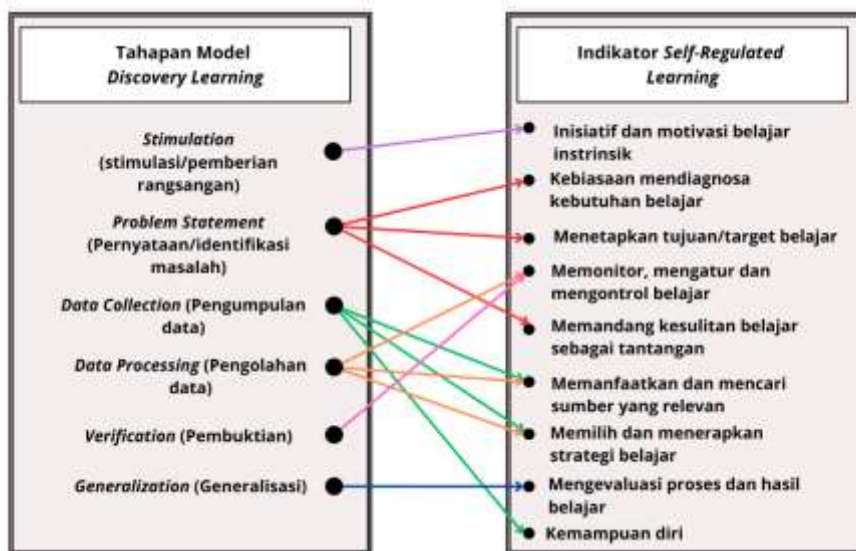 Tahapan Model
Discovery Learning
Stimulation
(stimulasi/pemberian
rangsangan)
Problem Statement
(Pernyataan/identifikasi
masalah)
Data Collection (Pengumpulan
data)
Data Processing (Pengolahan
data)
Verification (Pembuktian)
Generalization (Generalisasi)
Indikator Self-Regulated
Learning
Inisiatif dan motivasi belajar
instrinsik
Kebiasaan mendiagnosa
kebutuhan belajar
Menetapkan tujuan/target belajar
Memonitor, mengatur dan
mengontrol belajar
Memandang kesulitan belajar
sebagai tantangan
Memanfaatkan dan mencari
sumber yang relevan
Memilih dan menerapkan
strategi belajar
Mengevaluasi proses dan hasil
belajar
Kemampuan diri